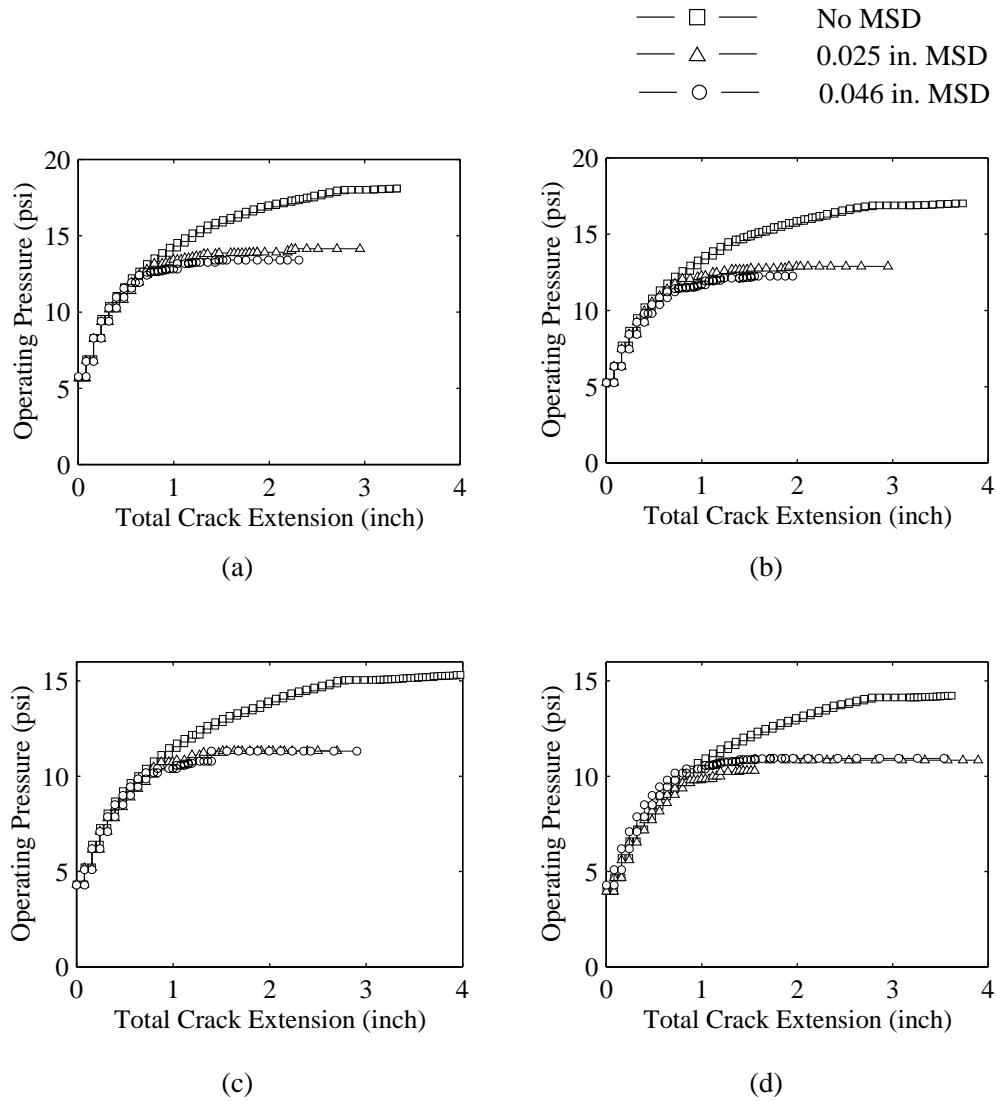 No MSD
0.025 in. MSD
0.046 in. MSD
20
15
10
5
0
Operating Pressure (psi)
0 1 2 3 4
Total Crack Extension (inch)
(a)
20
15
10
5
0
Operating Pressure (psi)
0 1 2 3 4
Total Crack Extension (inch)
(b)
15
10
5
0
Operating Pressure (psi)
0 1 2 3 4
Total Crack Extension (inch)
(c)
15
10
5
0
Operating Pressure (psi)
0 1 2 3 4
Total Crack Extension (inch)
(d)